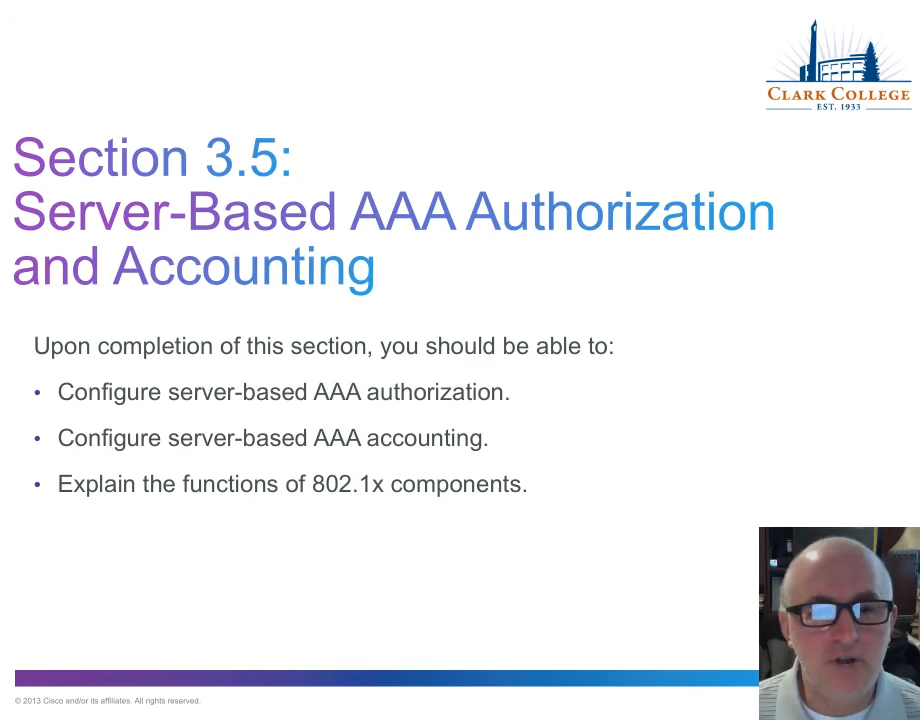 CLARK COLLEGE
EST. 1933
Section 3.5:
Server-Based AAA Authorization
and Accounting
Upon completion of this section, you should be able to:
• Configure server-based AAA authorization.
• Configure server-based AAA accounting.
• Explain the functions of 802.1x components.
© 2013 Cisco and/or its affiliates. All rights reserved.